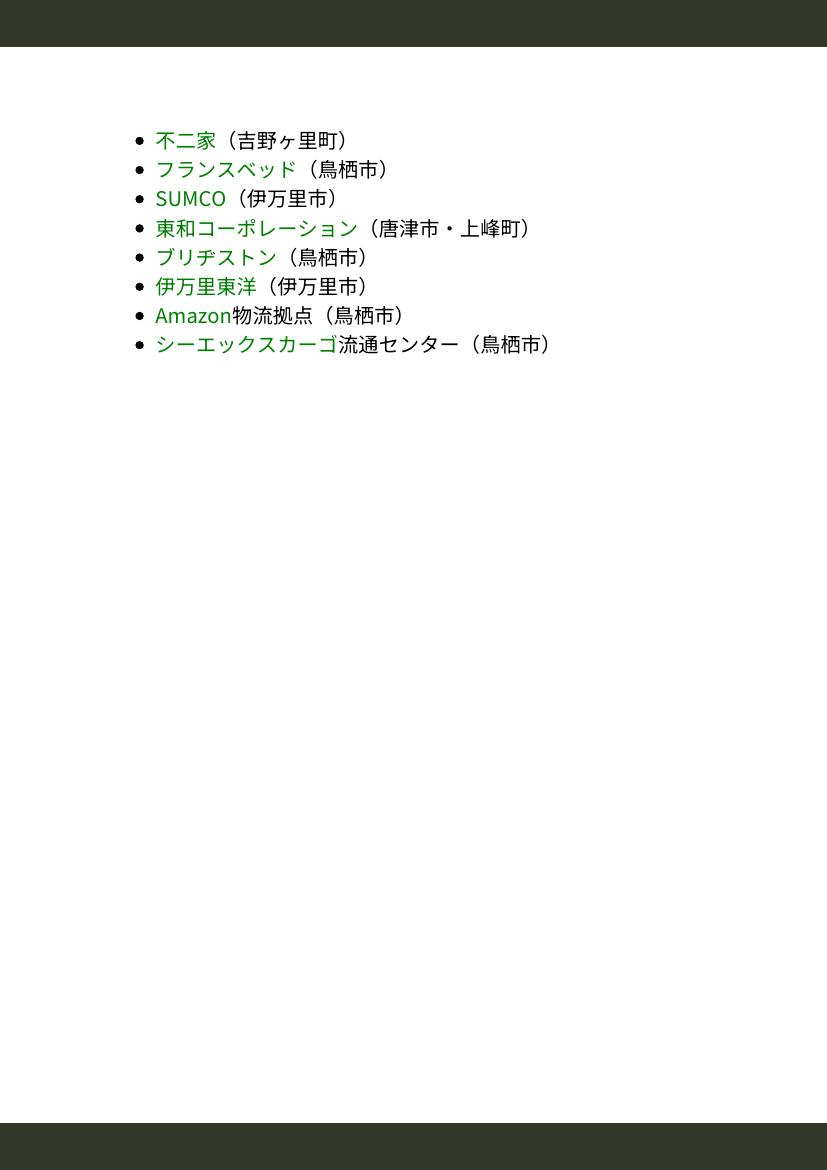 • 不二家（吉野ヶ里町）
• フランスベッド（鳥栖市）
• SUMCO（伊万里市）
• 東和コーポレーション（唐津市・上峰町）
• ブリヂストン（鳥栖市）
• 伊万里東洋（伊万里市）
• Amazon物流拠点（鳥栖市）
• シーエックスカーゴ流通センター（鳥栖市）